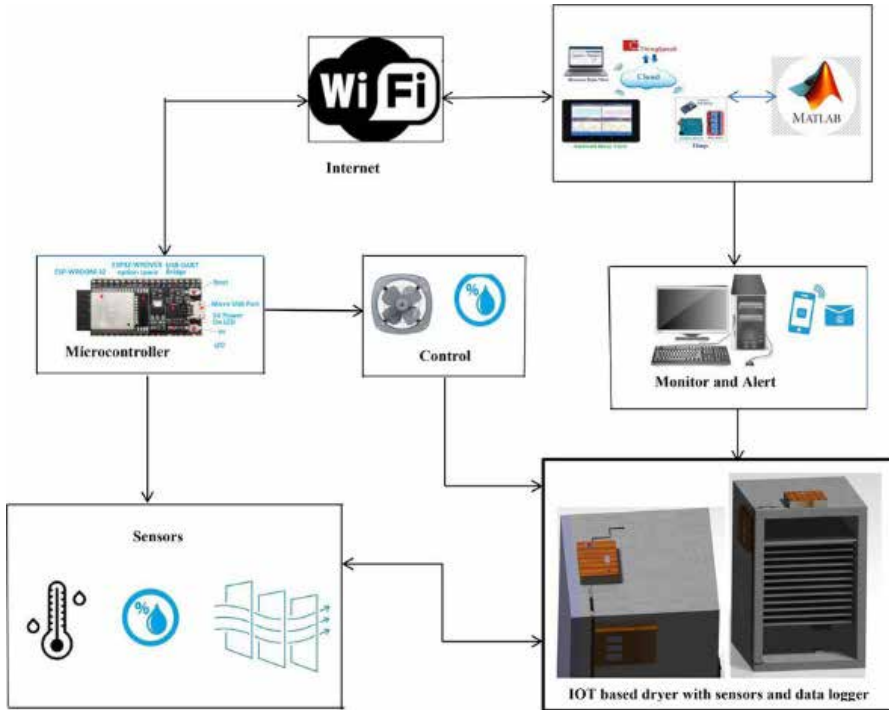 WiFi
Internet
ThingSpeak
Cloud
Things
MATLAB
ESP-WROOM-32
ESP32-WROVER
option space
USB-UART
Bridge
Micro USB Port
5V Power
On LED
Microcontroller
%
Control
Monitor and Alert
Sensors
%
IOT based dryer with sensors and data logger